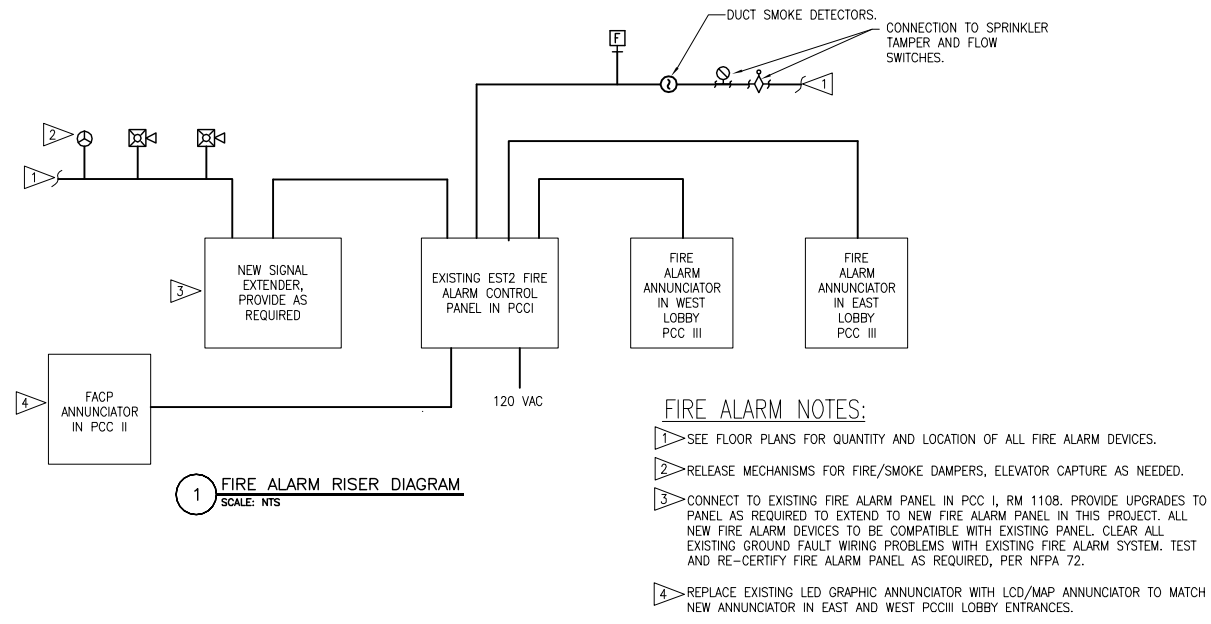 DUCT SMOKE DETECTORS.
CONNECTION TO SPRINKLER
TAMPER AND FLOW
SWITCHES.
F
1
2
1
3
NEW SIGNAL
EXTENDER,
PROVIDE AS
REQUIRED
EXISTING EST2 FIRE
ALARM CONTROL
PANEL IN PCCI
FIRE
ALARM
ANNUNCIATOR
IN WEST
LOBBY
PCC III
FIRE
ALARM
ANNUNCIATOR
IN EAST
LOBBY
PCC III
4
FACP
ANNUNCIATOR
IN PCC II
120 VAC
1
FIRE ALARM RISER DIAGRAM
SCALE: NTS
FIRE ALARM NOTES:
1 SEE FLOOR PLANS FOR QUANTITY AND LOCATION OF ALL FIRE ALARM DEVICES.
2 RELEASE MECHANISMS FOR FIRE/SMOKE DAMPERS, ELEVATOR CAPTURE AS NEEDED.
3 CONNECT TO EXISTING FIRE ALARM PANEL IN PCC I, RM 1108. PROVIDE UPGRADES TO
PANEL AS REQUIRED TO EXTEND TO NEW FIRE ALARM PANEL IN THIS PROJECT. ALL
NEW FIRE ALARM DEVICES TO BE COMPATIBLE WITH EXISTING PANEL. CLEAR ALL
EXISTING GROUND FAULT WIRING PROBLEMS WITH EXISTING FIRE ALARM SYSTEM. TEST
AND RE-CERTIFY FIRE ALARM PANEL AS REQUIRED, PER NFPA 72.
4 REPLACE EXISTING LED GRAPHIC ANNUNCIATOR WITH LCD/MAP ANNUNCIATOR TO MATCH
NEW ANNUNCIATOR IN EAST AND WEST PCCIII LOBBY ENTRANCES.